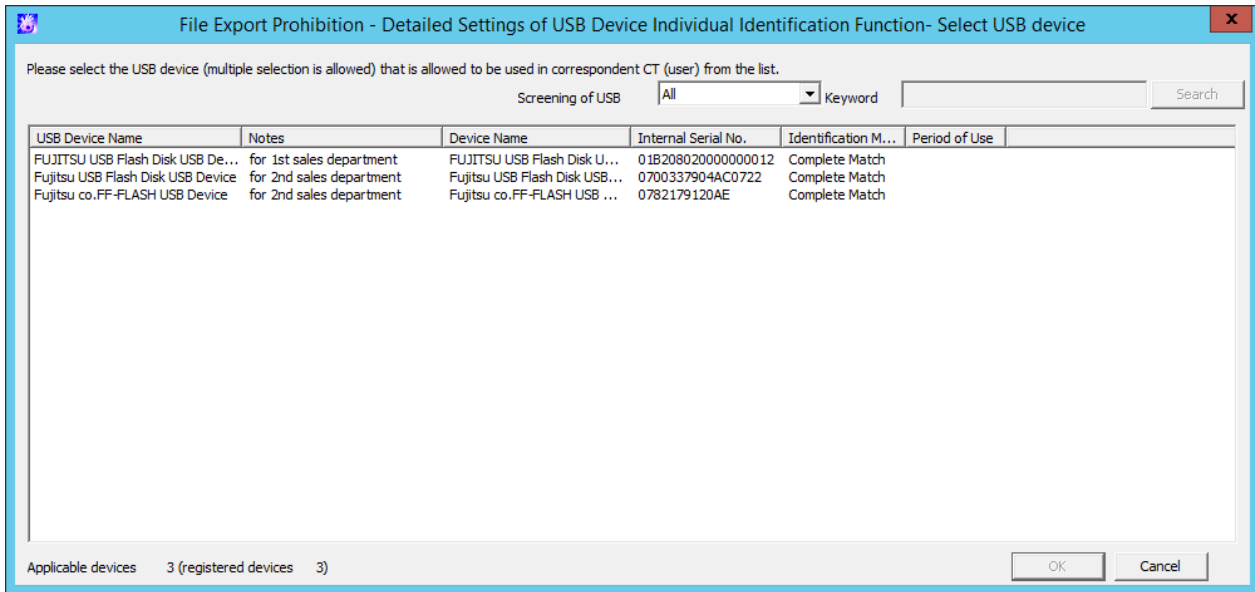 File Export Prohibition - Detailed Settings of USB Device Individual Identification Function- Select USB device
x
Please select the USB device (multiple selection is allowed) that is allowed to be used in correspondent CT (user) from the list.
Screening of USB All Keyword Search
USB Device Name Notes Device Name Internal Serial No. Identification M... Period of Use
FUJITSU USB Flash Disk USB De... for 1st sales department FUJITSU USB Flash Disk U... 01B208020000000012 Complete Match
Fujitsu USB Flash Disk USB Device for 2nd sales department Fujitsu USB Flash Disk USB... 0700337904AC0722 Complete Match
Fujitsu co.FF-FLASH USB Device for 2nd sales department Fujitsu co.FF-FLASH USB ... 0782179120AE Complete Match
Applicable devices 3 (registered devices 3) OK Cancel